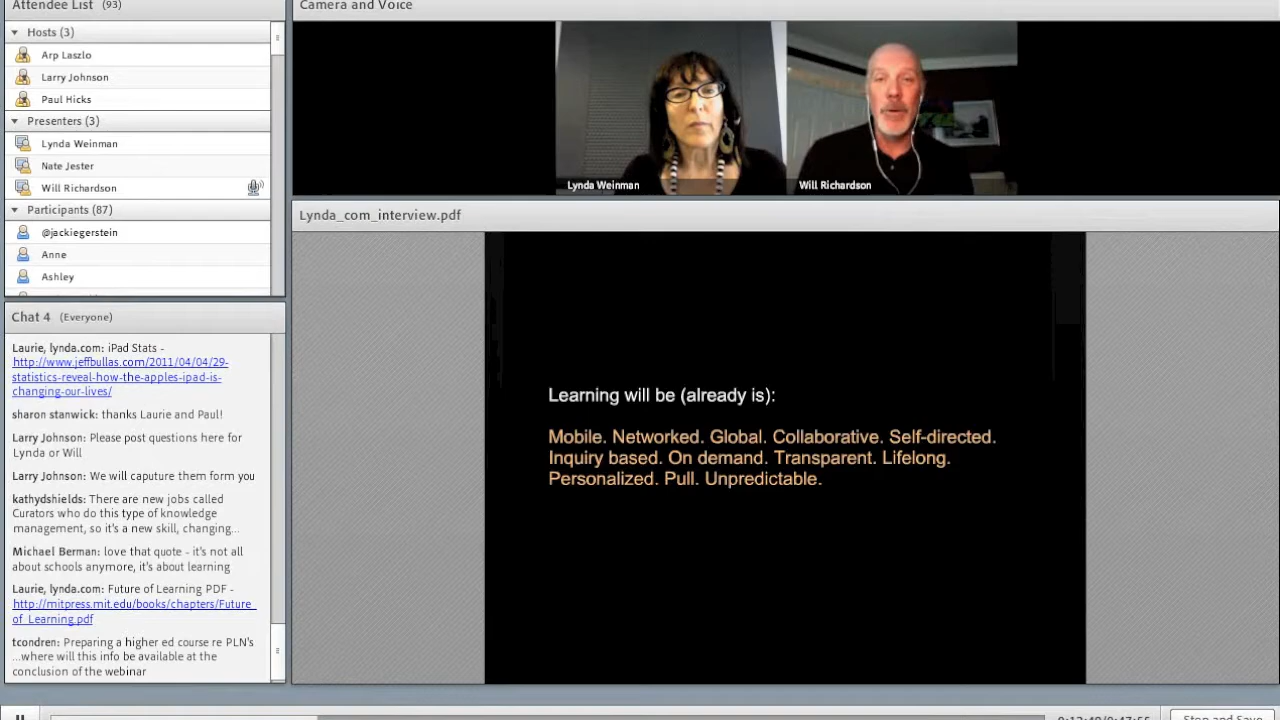 Attendee List (93)
Hosts (3)
Arp Laszlo
Larry Johnson
Paul Hicks
Presenters (3)
Lynda Weinman
Nate Jester
Will Richardson
Participants (87)
@jackiegerstein
Anne
Ashley
Chat 4 (Everyone)
Laurie, lynda.com: iPad Stats -
http://www.jeffbullas.com/2011/04/04/29-
statistics-reveal-how-the-apples-ipad-is-
changing-our-lives/
sharon stanwick: thanks Laurie and Paul!
Larry Johnson: Please post questions here for
Lynda or Will
Larry Johnson: We will caputure them form you
kathydshields: There are new jobs called
Curators who do this type of knowledge
management, so it's a new skill, changing...
Michael Berman: love that quote - it's not all
about schools anymore, it's about learning
Laurie, lynda.com: Future of Learning PDF -
http://mitpress.mit.edu/books/chapters/Future_
of_Learning.pdf
tcondren: Preparing a higher ed course re PLN's
...where will this info be available at the
conclusion of the webinar
Camera and Voice
Lynda Weinman
Will Richardson
Lynda_com_interview.pdf
Learning will be (already is):
Mobile. Networked. Global. Collaborative. Self-directed.
Inquiry based. On demand. Transparent. Lifelong.
Personalized. Pull. Unpredictable.
Stop and Save